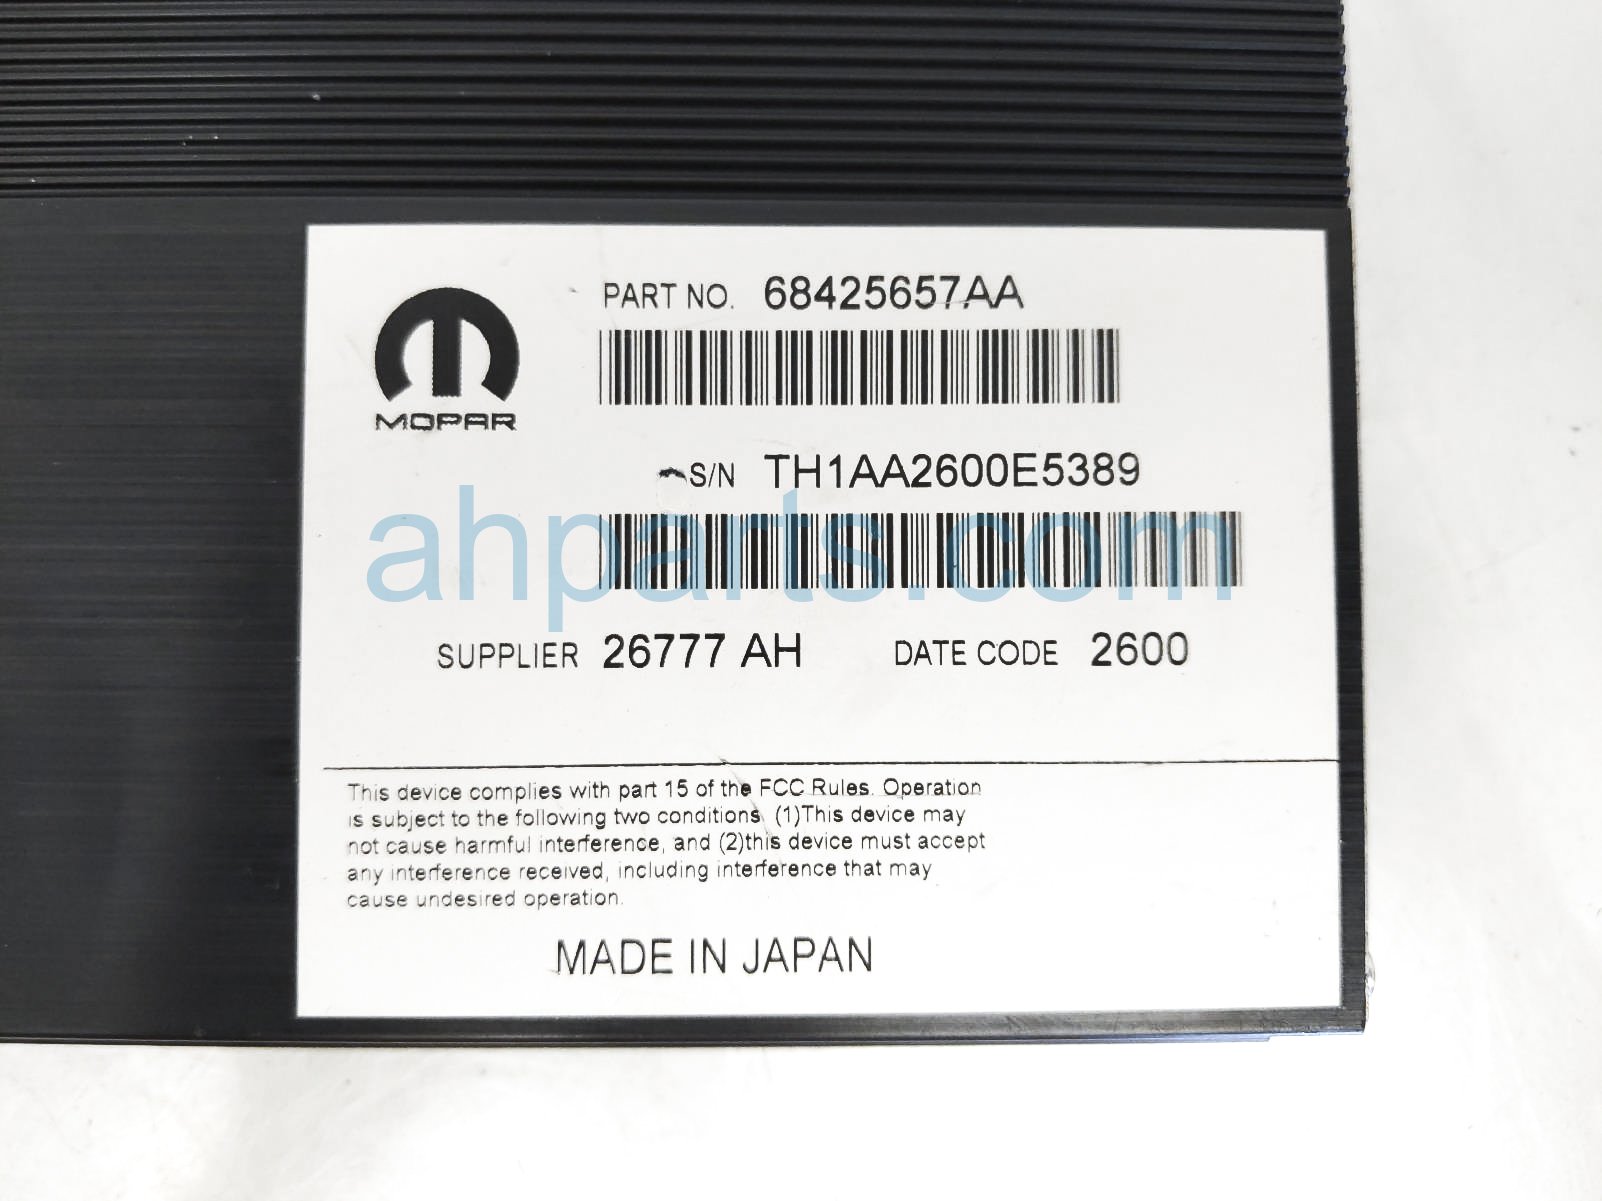 PART NO. 68425657AA
MOPAR
S/N TH1AA2600E5389
ahparts.com
SUPPLIER 26777 AH DATE CODE 2600
This device complies with part 15 of the FCC Rules. Operation
is subject to the following two conditions (1)This device may
not cause harmful interference, and (2)this device must accept
any interference received, including interference that may
cause undesired operation.
MADE IN JAPAN